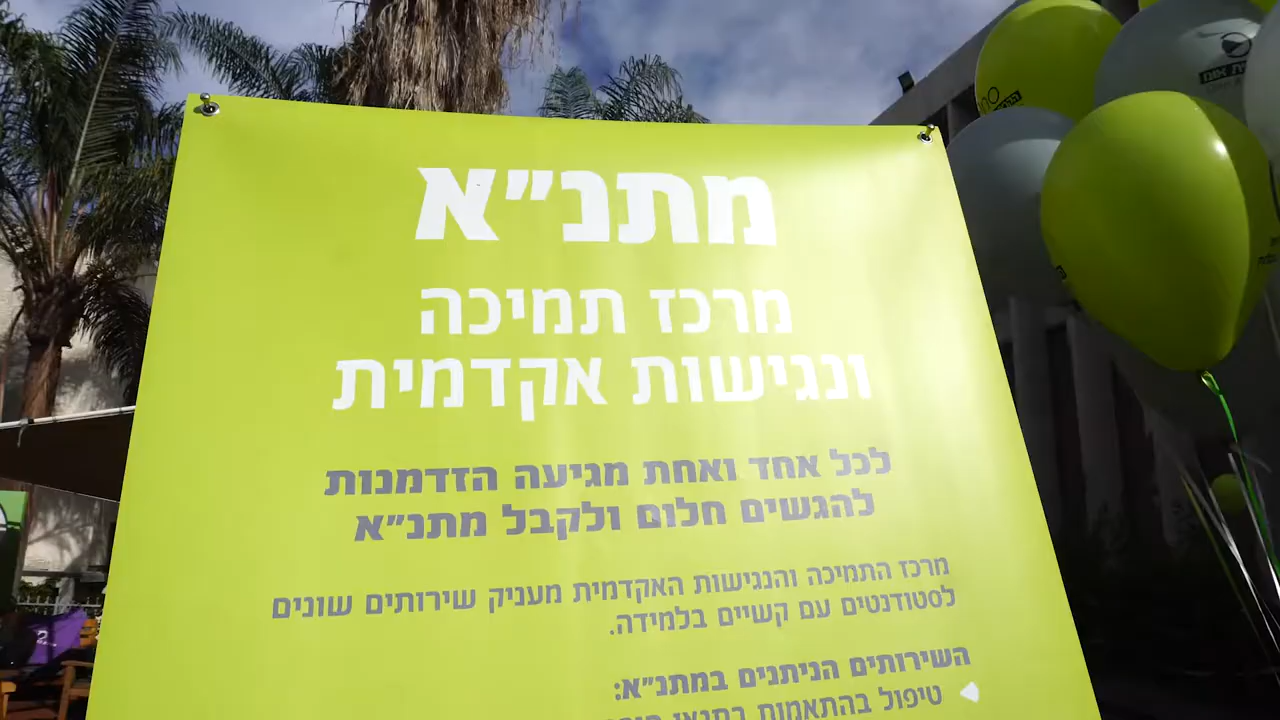 מתנ״א
מרכז תמיכה
ונגישות אקדמית
לכל אחד ואחת מגיעה הזדמנות
להגשים חלום ולקבל מתנ״א
מרכז התמיכה והנגישות האקדמית מעניק שירותים שונים
לסטודנטים עם קשיים בלמידה.
השירותים הניתנים במתנ״א:
טיפול בהתאמות בתנאי